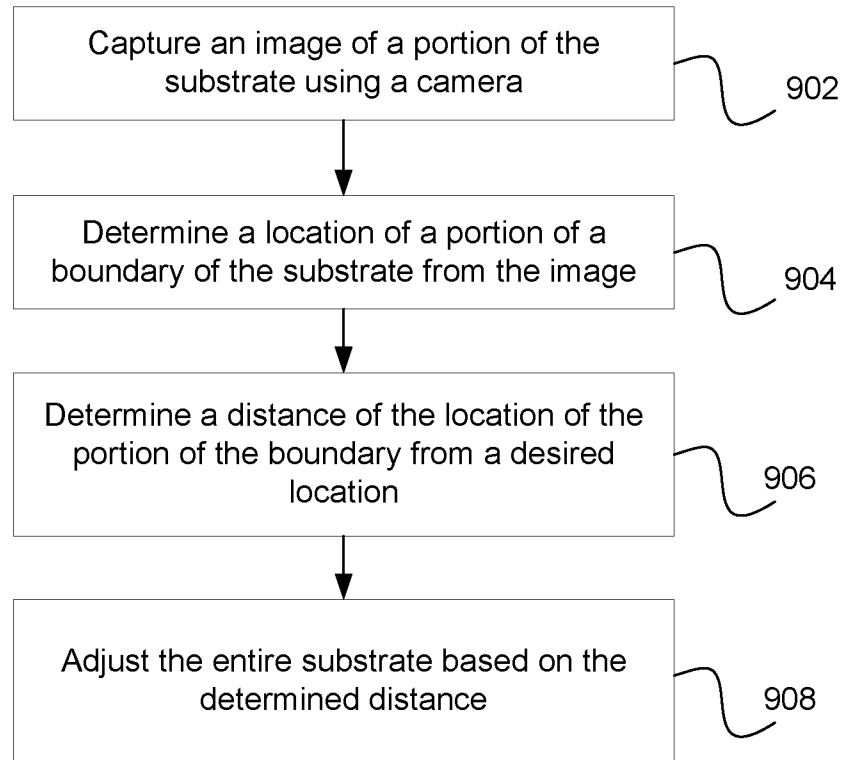 Capture an image of a portion of the
substrate using a camera
902
Determine a location of a portion of a
boundary of the substrate from the image
904
Determine a distance of the location of the
portion of the boundary from a desired
location
906
Adjust the entire substrate based on the
determined distance
908